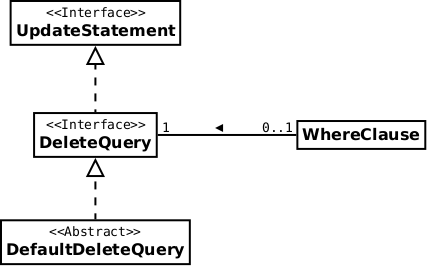 <<Interface>>
UpdateStatement
<<Interface>>
DeleteQuery
1
0..1
WhereClause
<<Abstract>>
DefaultDeleteQuery